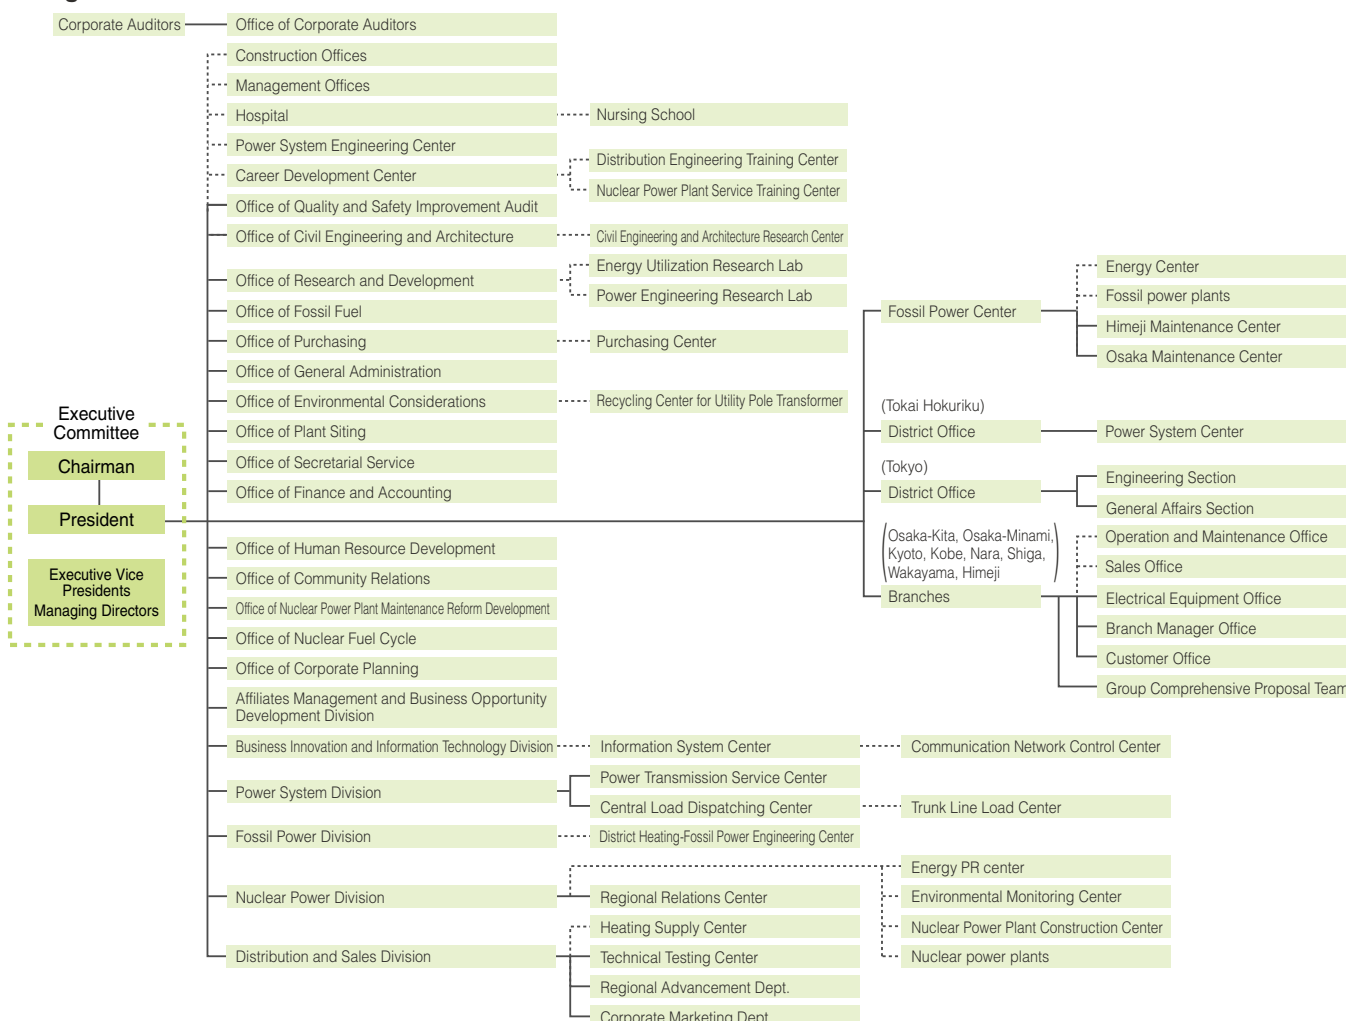 Corporate Auditors
Office of Corporate Auditors
Construction Offices
Management Offices
Hospital
Nursing School
Power System Engineering Center
Career Development Center
Distribution Engineering Training Center
Nuclear Power Plant Service Training Center
Office of Quality and Safety Improvement Audit
Office of Civil Engineering and Architecture
Civil Engineering and Architecture Research Center
Office of Research and Development
Energy Utilization Research Lab
Power Engineering Research Lab
Office of Fossil Fuel
Office of Purchasing
Purchasing Center
Office of General Administration
Office of Environmental Considerations
Recycling Center for Utility Pole Transformer
Office of Plant Siting
Office of Secretarial Service
Office of Finance and Accounting
Executive
Committee
Chairman
President
Executive Vice
Presidents
Managing Directors
Fossil Power Center
Energy Center
Fossil power plants
Himeji Maintenance Center
Osaka Maintenance Center
(Tokai Hokuriku)
District Office
Power System Center
(Tokyo)
District Office
Engineering Section
General Affairs Section
(Osaka-Kita, Osaka-Minami,
Kyoto, Kobe, Nara, Shiga,
Wakayama, Himeji)
Branches
Operation and Maintenance Office
Sales Office
Electrical Equipment Office
Branch Manager Office
Customer Office
Group Comprehensive Proposal Team
Office of Human Resource Development
Office of Community Relations
Office of Nuclear Power Plant Maintenance Reform Development
Office of Nuclear Fuel Cycle
Office of Corporate Planning
Affiliates Management and Business Opportunity
Development Division
Business Innovation and Information Technology Division
Information System Center
Communication Network Control Center
Power System Division
Power Transmission Service Center
Central Load Dispatching Center
Trunk Line Load Center
Fossil Power Division
District Heating-Fossil Power Engineering Center
Nuclear Power Division
Regional Relations Center
Energy PR center
Environmental Monitoring Center
Nuclear Power Plant Construction Center
Nuclear power plants
Distribution and Sales Division
Heating Supply Center
Technical Testing Center
Regional Advancement Dept.
Corporate Marketing Dept.